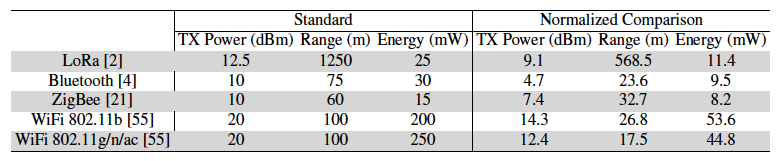 Standard Normalized Comparison
TX Power (dBm) Range (m) Energy (mW) TX Power (dBm) Range (m) Energy (mW)
LoRa [2] 12.5 1250 25 9.1 568.5 11.4
Bluetooth [4] 10 75 30 4.7 23.6 9.5
ZigBee [21] 10 60 15 7.4 32.7 8.2
WiFi 802.11b [55] 20 100 200 14.3 26.8 53.6
WiFi 802.11g/n/ac [55] 20 100 250 12.4 17.5 44.8